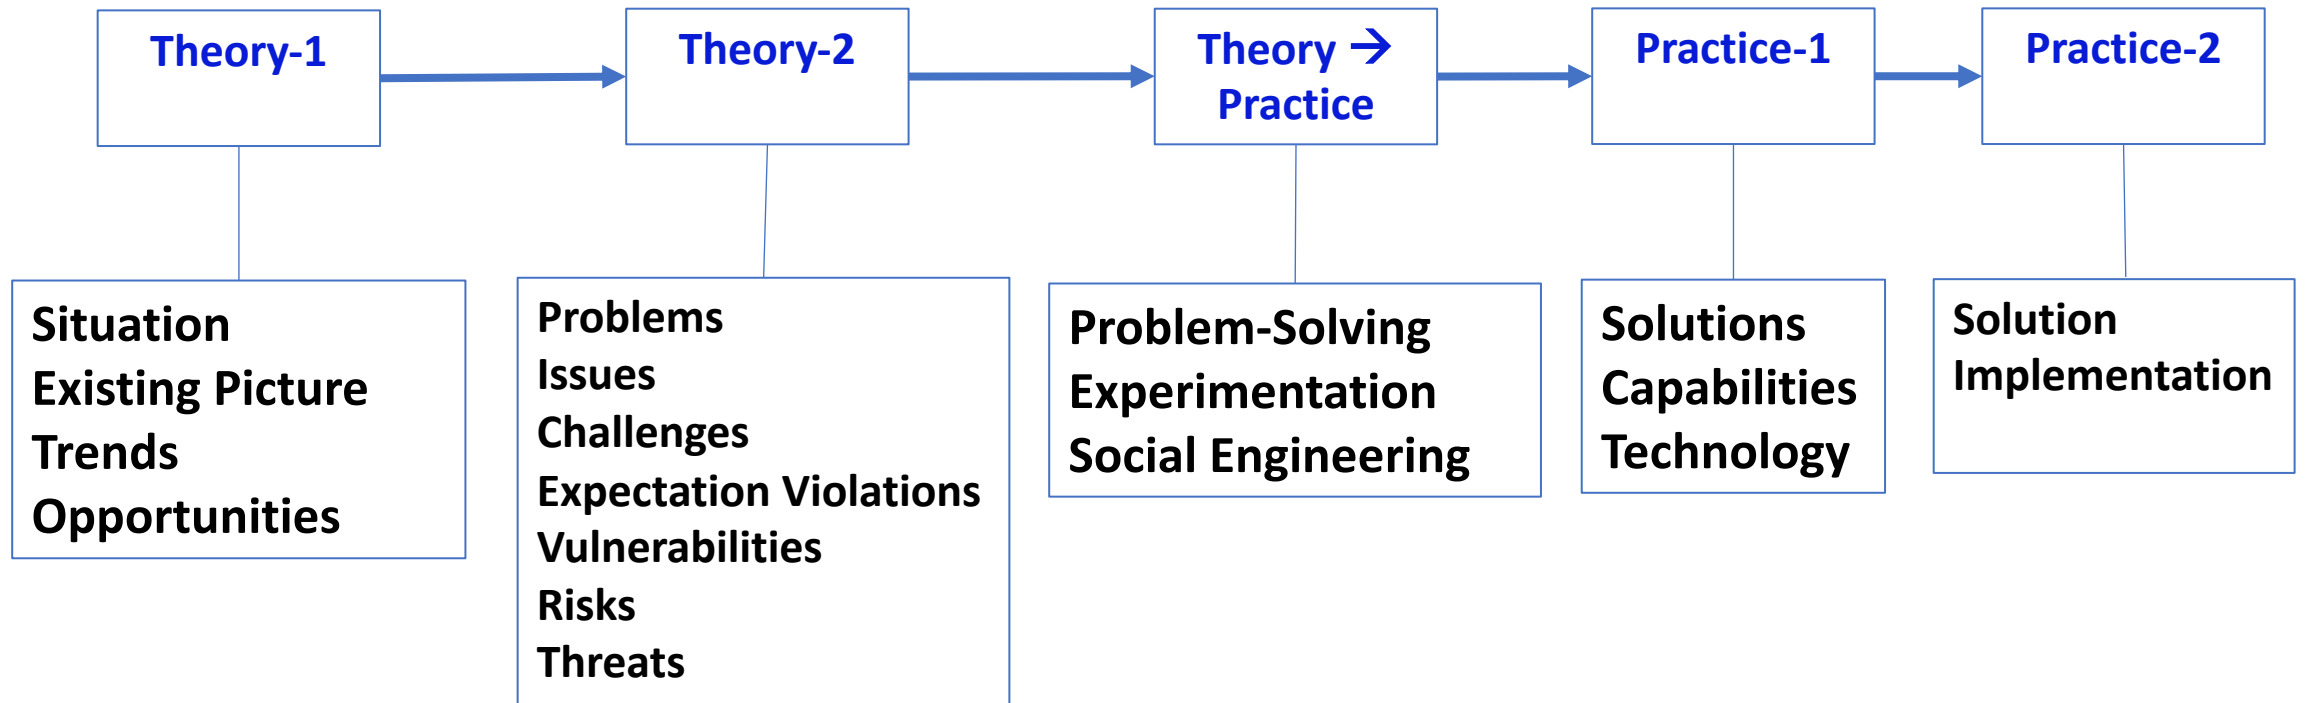 Theory-1
Theory-2
Theory →
Practice
Practice-1
Practice-2
Situation
Existing Picture
Trends
Opportunities
Problems
Issues
Challenges
Expectation Violations
Vulnerabilities
Risks
Threats
Problem-Solving
Experimentation
Social Engineering
Solutions
Capabilities
Technology
Solution
Implementation